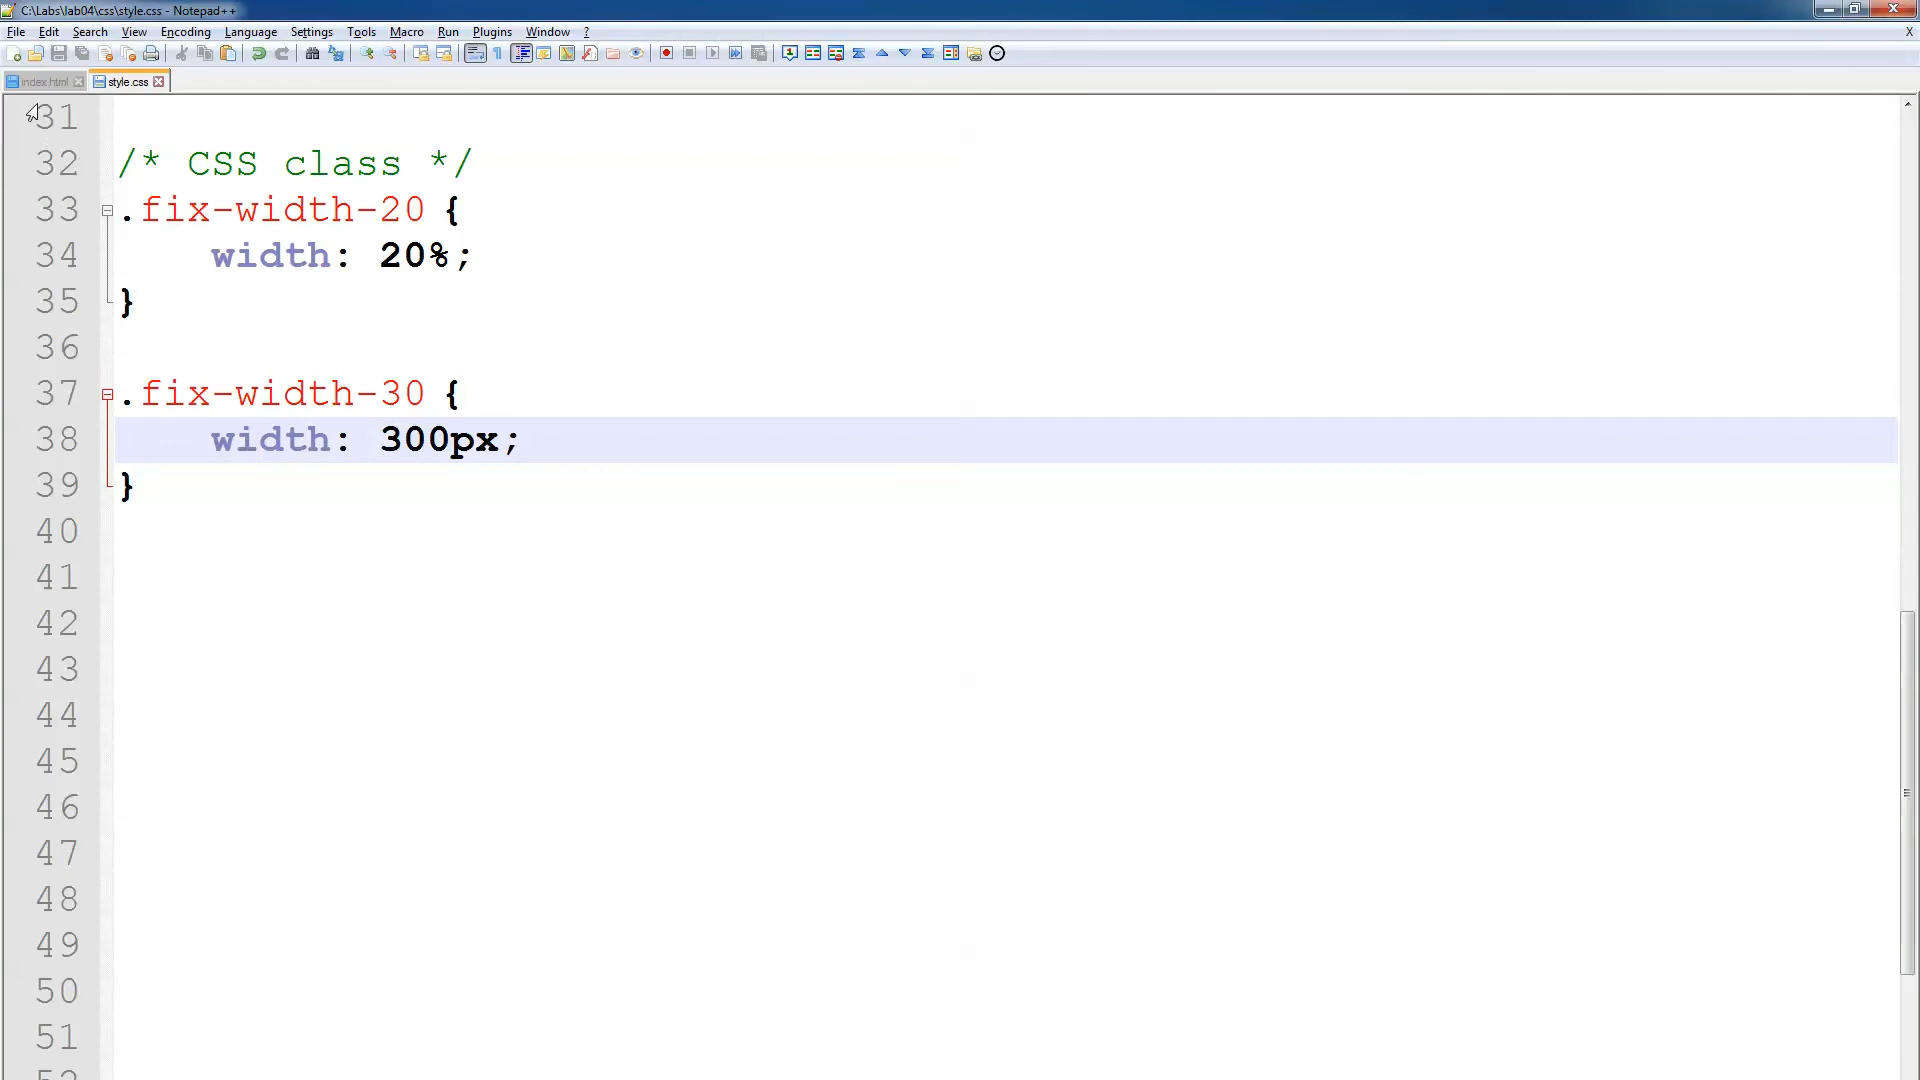 C:\Labs\lab04\css\style.css - Notepad++
File Edit Search View Encoding Language Settings Tools Macro Run Plugins Window ? X
index.html style.css
31
32 /* CSS class */
33 .fix-width-20 {
34 width: 20%;
35 }
36
37 .fix-width-30 {
38 width: 300px;
39 }
40
41
42
43
44
45
46
47
48
49
50
51
52